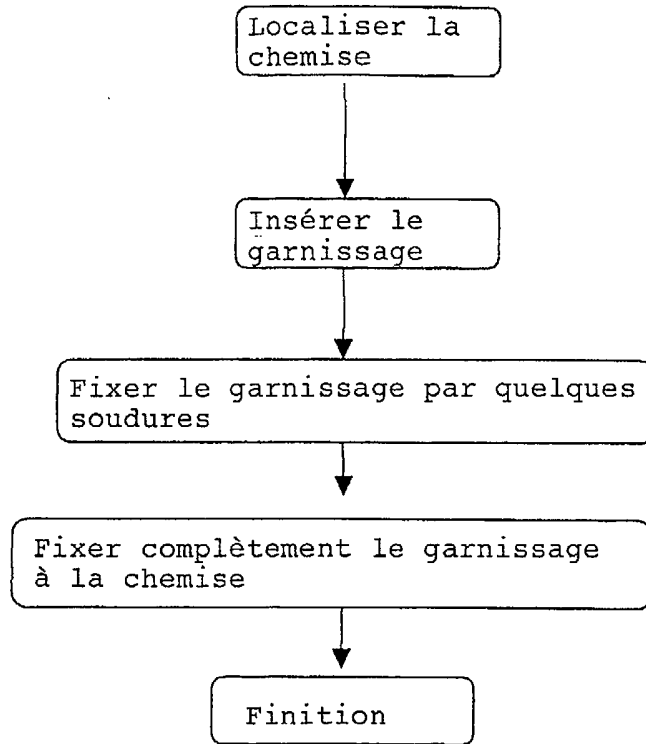 Localiser la
chemise
Insérer le
garnissage
Fixer le garnissage par quelques
soudures
Fixer complètement le garnissage
à la chemise
Finition